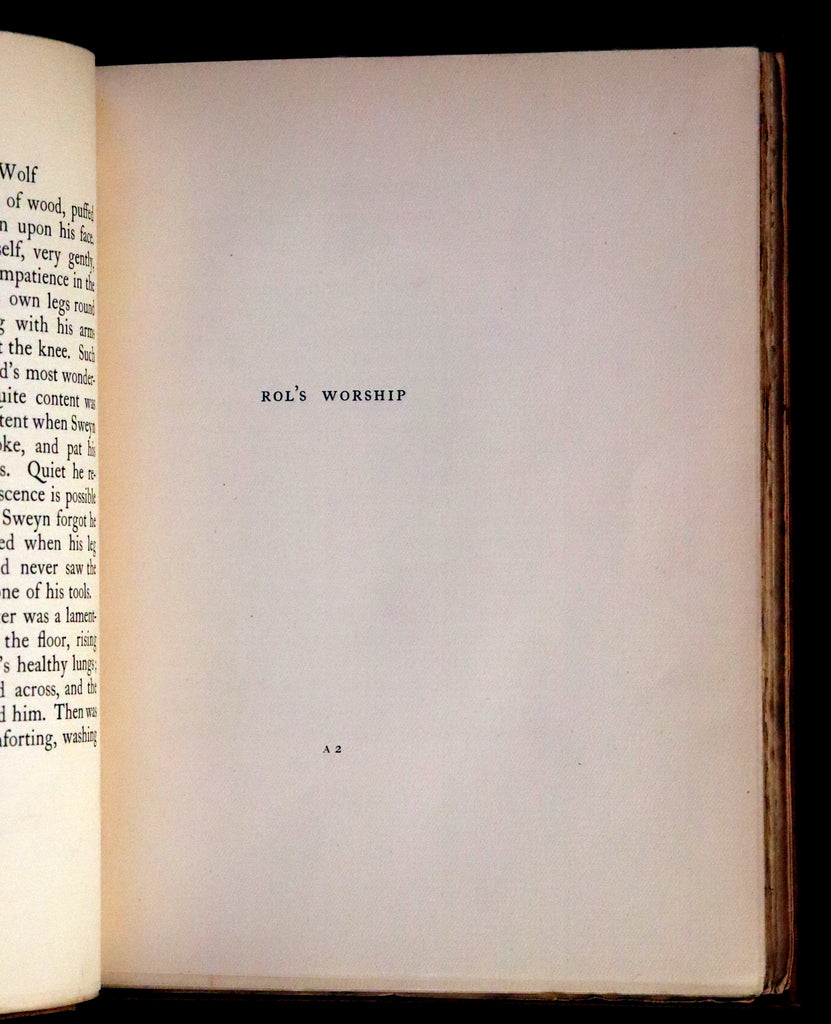 Wolf
of wood, puffed
n upon his face,
self, very gently,
mpatience in the
own legs round
g with his arms
t the knee. Such
d's most wonder-
uite content was
tent when Sweyn
oke, and pat his
s. Quiet he re-
scence is possible
Sweyn forgot he
ed when his leg
d never saw the
one of his tools.
er was a lament-
the floor, rising
's healthy lungs;
d across, and the
d him. Then was
forting, washing
ROL'S WORSHIP
A 2